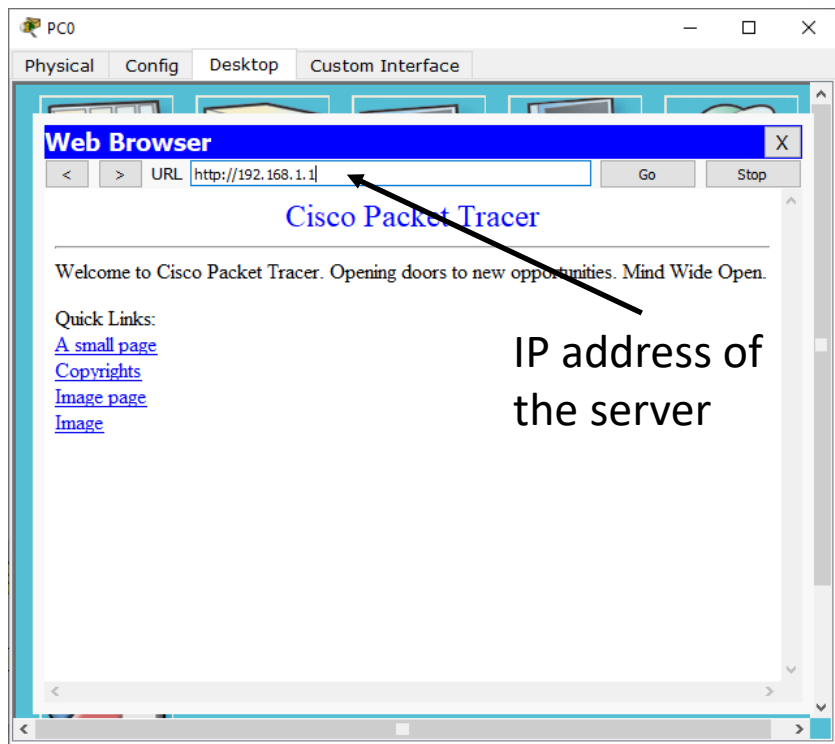 PC0
Physical Config Desktop Custom Interface
Web Browser X
< > URL http://192.168.1.1 Go Stop
Cisco Packet Tracer
Welcome to Cisco Packet Tracer. Opening doors to new opportunities. Mind Wide Open.
Quick Links:
A small page
Copyrights
Image page
Image
IP address of
the server